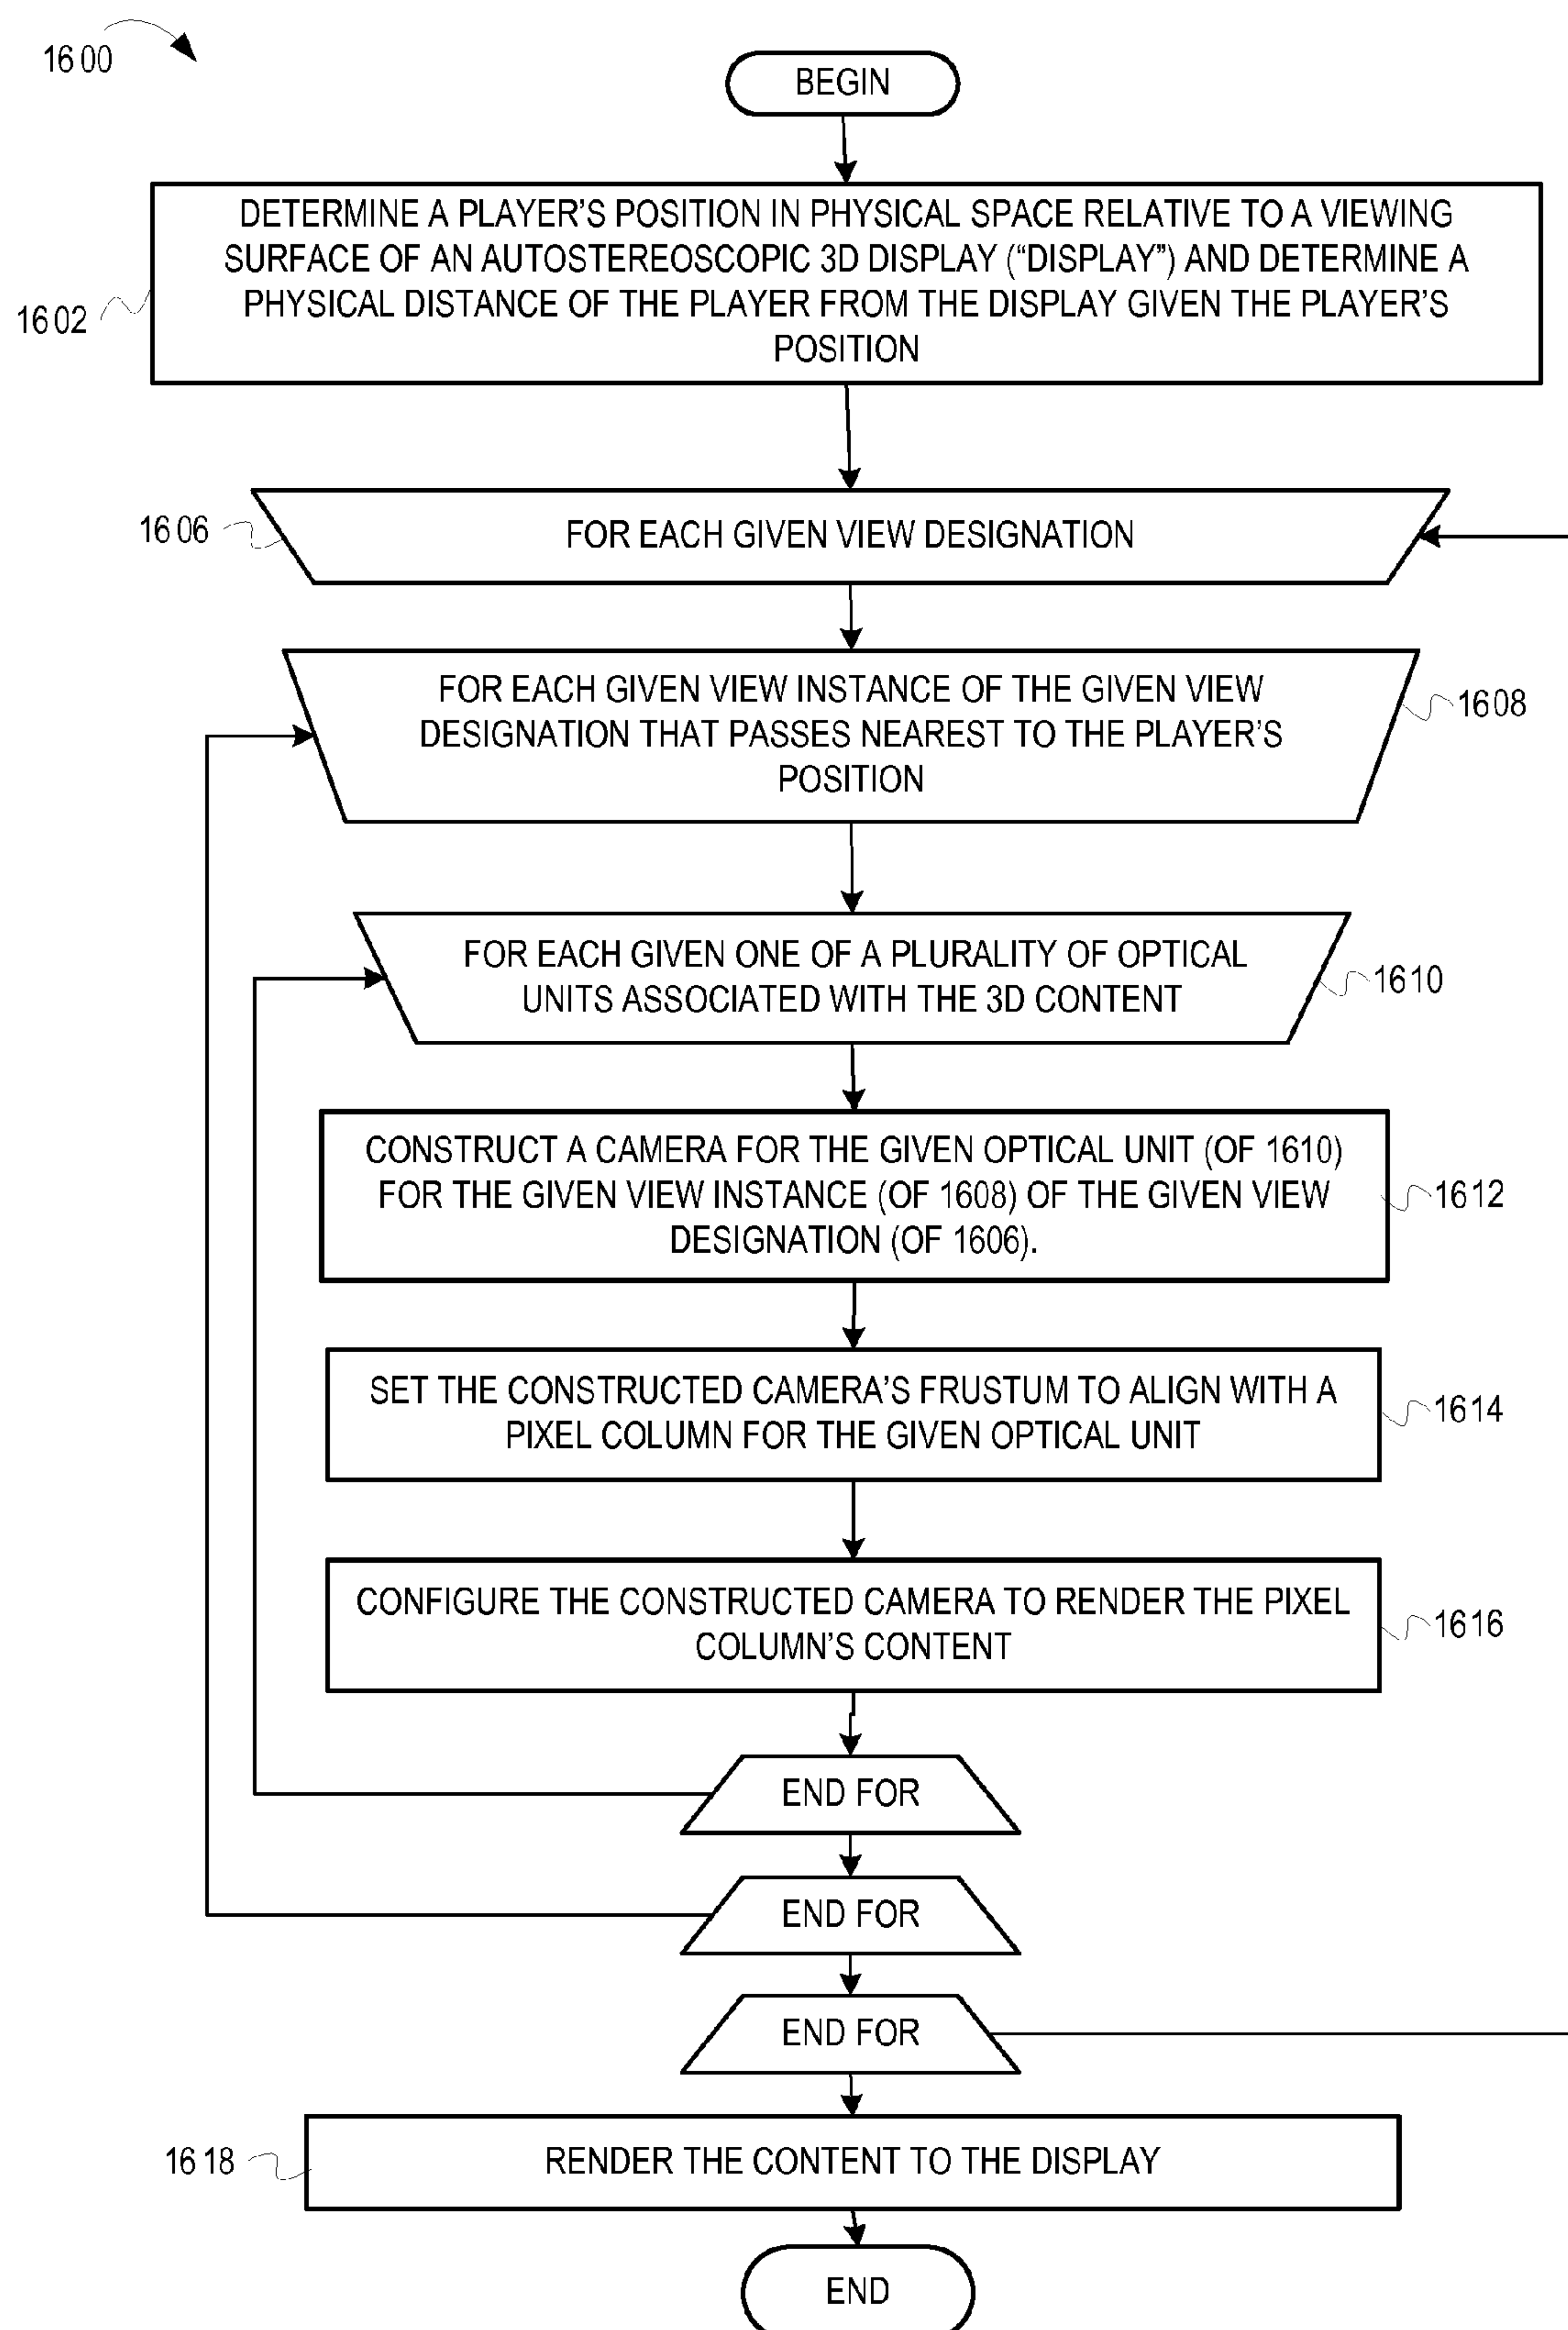 1600
BEGIN
DETERMINE A PLAYER'S POSITION IN PHYSICAL SPACE RELATIVE TO A VIEWING
SURFACE OF AN AUTOSTEREOSCOPIC 3D DISPLAY (“DISPLAY”) AND DETERMINE A
PHYSICAL DISTANCE OF THE PLAYER FROM THE DISPLAY GIVEN THE PLAYER'S
POSITION
1602
1606
FOR EACH GIVEN VIEW DESIGNATION
FOR EACH GIVEN VIEW INSTANCE OF THE GIVEN VIEW
DESIGNATION THAT PASSES NEAREST TO THE PLAYER'S
POSITION
1608
FOR EACH GIVEN ONE OF A PLURALITY OF OPTICAL
UNITS ASSOCIATED WITH THE 3D CONTENT
1610
CONSTRUCT A CAMERA FOR THE GIVEN OPTICAL UNIT (OF 1610)
FOR THE GIVEN VIEW INSTANCE (OF 1608) OF THE GIVEN VIEW
DESIGNATION (OF 1606).
1612
SET THE CONSTRUCTED CAMERA'S FRUSTUM TO ALIGN WITH A
PIXEL COLUMN FOR THE GIVEN OPTICAL UNIT
1614
CONFIGURE THE CONSTRUCTED CAMERA TO RENDER THE PIXEL
COLUMN'S CONTENT
1616
END FOR
END FOR
END FOR
1618
RENDER THE CONTENT TO THE DISPLAY
END